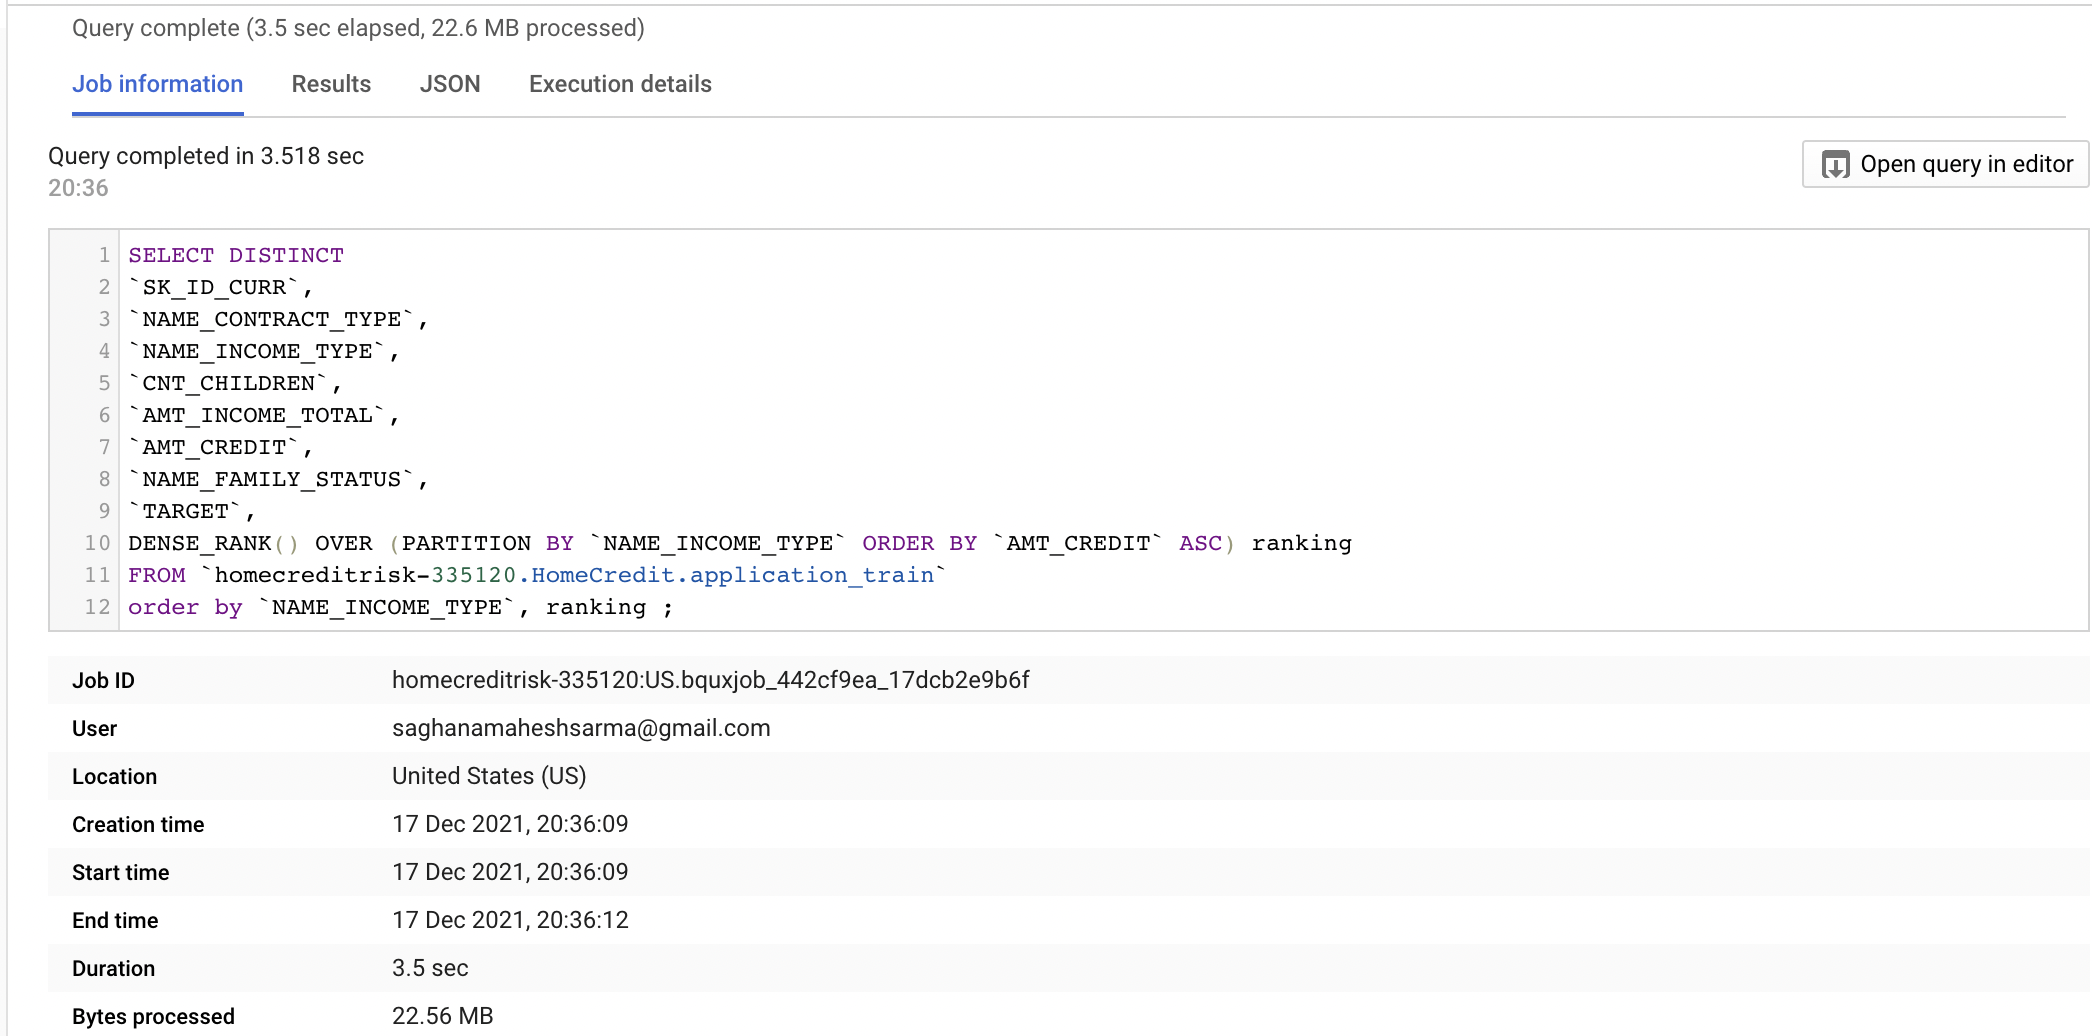 Query complete (3.5 sec elapsed, 22.6 MB processed)
Job information Results JSON Execution details
Query completed in 3.518 sec
20:36
Open query in editor
1 SELECT DISTINCT
2 `SK_ID_CURR`,
3 `NAME_CONTRACT_TYPE`,
4 `NAME_INCOME_TYPE`,
5 `CNT_CHILDREN`,
6 `AMT_INCOME_TOTAL`,
7 `AMT_CREDIT`,
8 `NAME_FAMILY_STATUS`,
9 `TARGET`,
10 DENSE_RANK() OVER (PARTITION BY `NAME_INCOME_TYPE` ORDER BY `AMT_CREDIT` ASC) ranking
11 FROM `homecreditrisk-335120.HomeCredit.application_train`
12 order by `NAME_INCOME_TYPE`, ranking ;
Job ID homecreditrisk-335120:US.bquxjob_442cf9ea_17dcb2e9b6f
User saghanamaheshsarma@gmail.com
Location United States (US)
Creation time 17 Dec 2021, 20:36:09
Start time 17 Dec 2021, 20:36:09
End time 17 Dec 2021, 20:36:12
Duration 3.5 sec
Bytes processed 22.56 MB